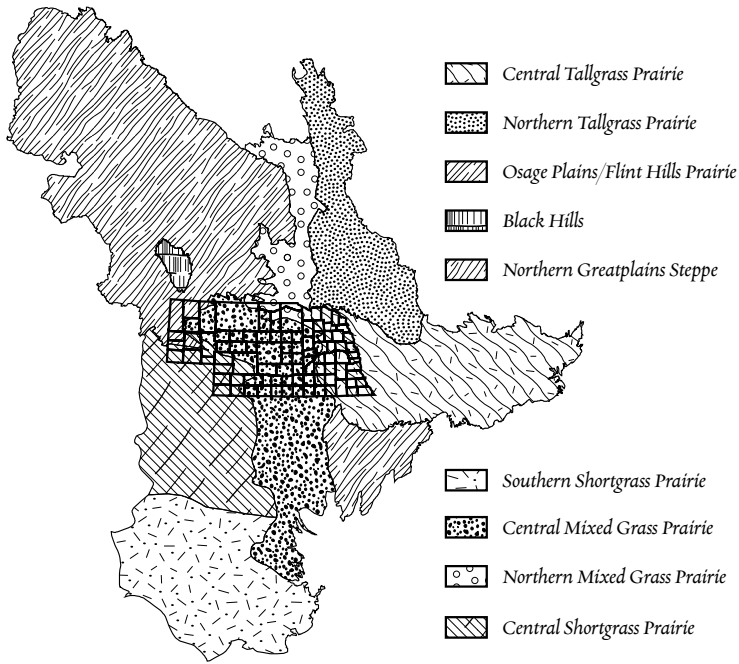 Central Tallgrass Prairie
Northern Tallgrass Prairie
Osage Plains/Flint Hills Prairie
Black Hills
Northern Greatplains Steppe
Southern Shortgrass Prairie
Central Mixed Grass Prairie
Northern Mixed Grass Prairie
Central Shortgrass Prairie